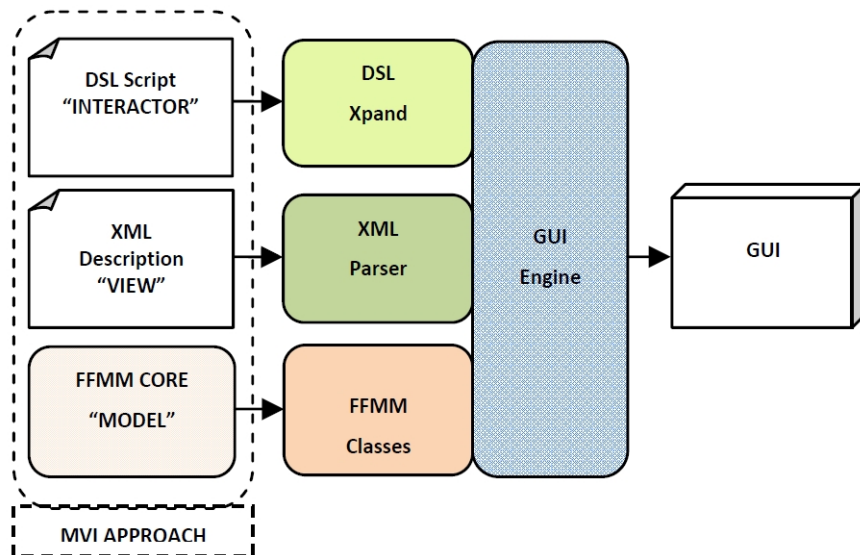 DSL Script
“INTERACTOR”
DSL
Xpand
XML
Description
“VIEW”
XML
Parser
GUI
Engine
GUI
FFMM CORE
“MODEL”
FFMM
Classes
MVI APPROACH